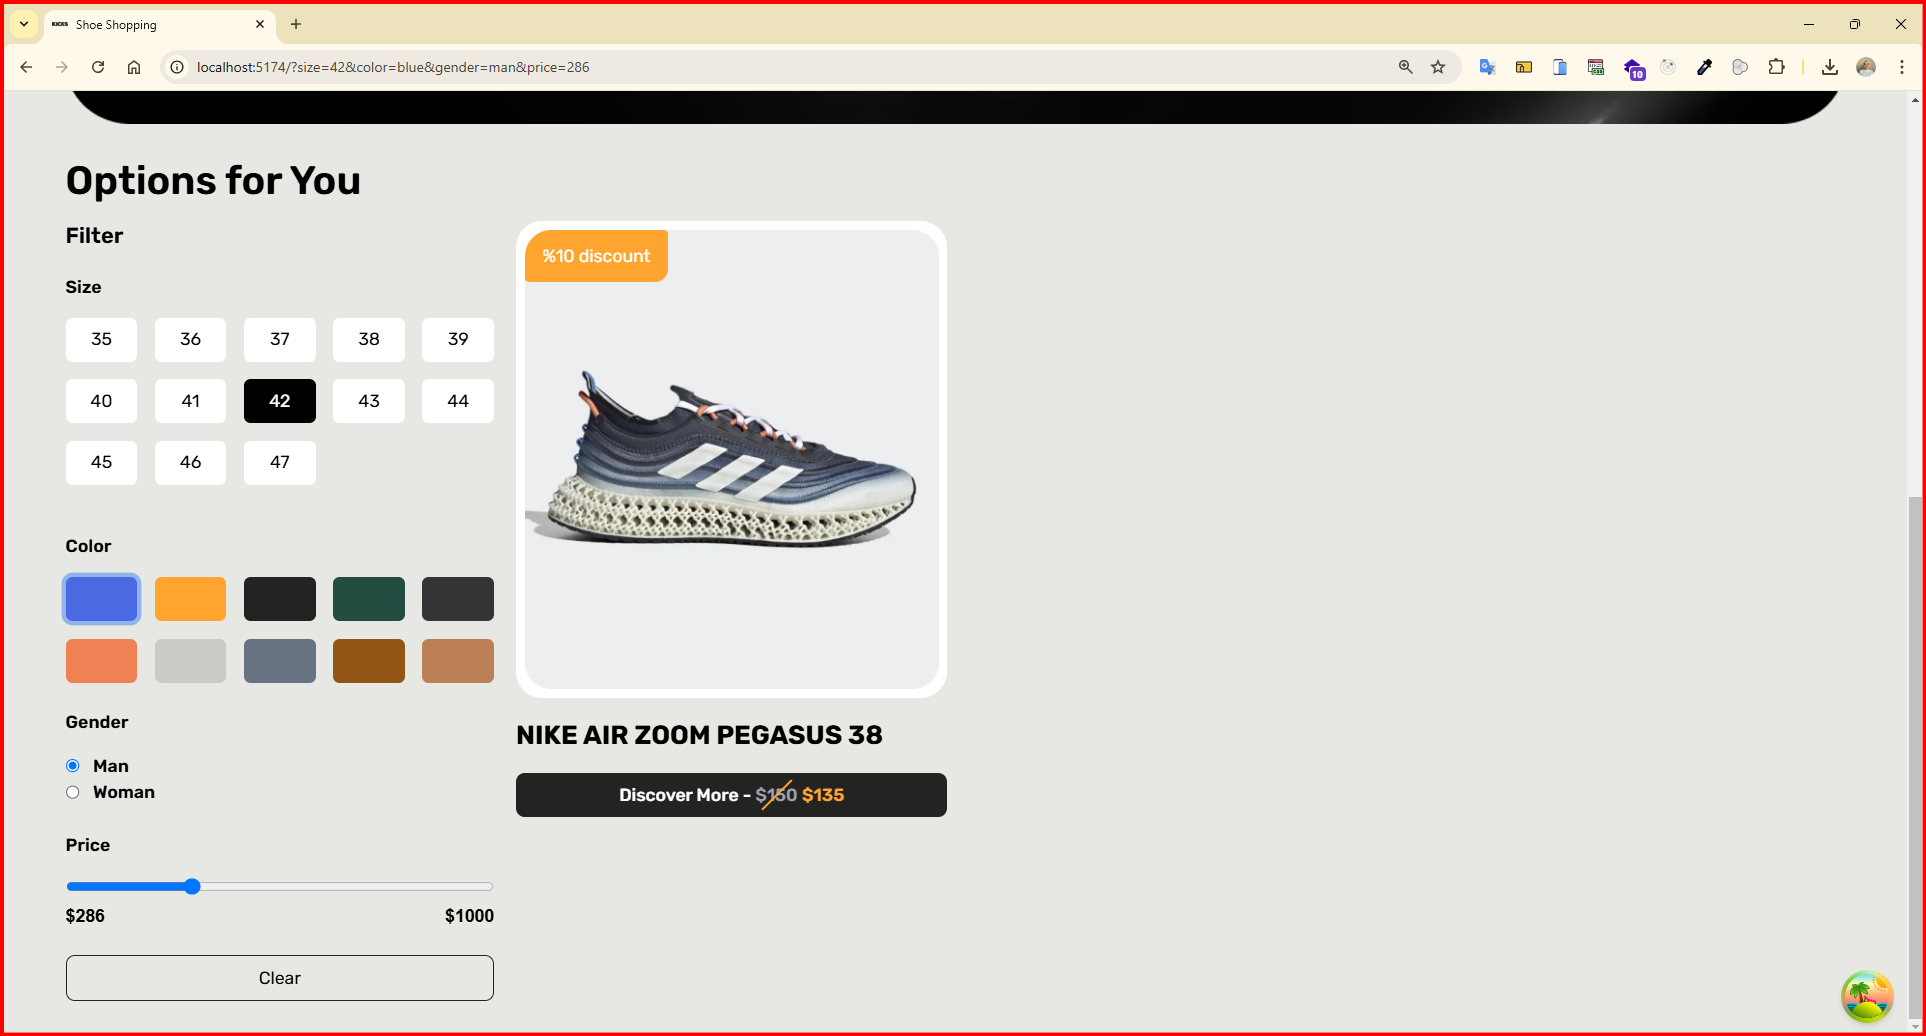 KICKS Shoe Shopping
localhost:5174/?size=42&color=blue&gender=man&price=286
10
Options for You
Filter
%10 discount
Size
35 36 37 38 39
40 41 42 43 44
45 46 47
Color
Gender
NIKE AIR ZOOM PEGASUS 38
Man
Woman
Discover More - $150 $135
Price
$286 $1000
Clear